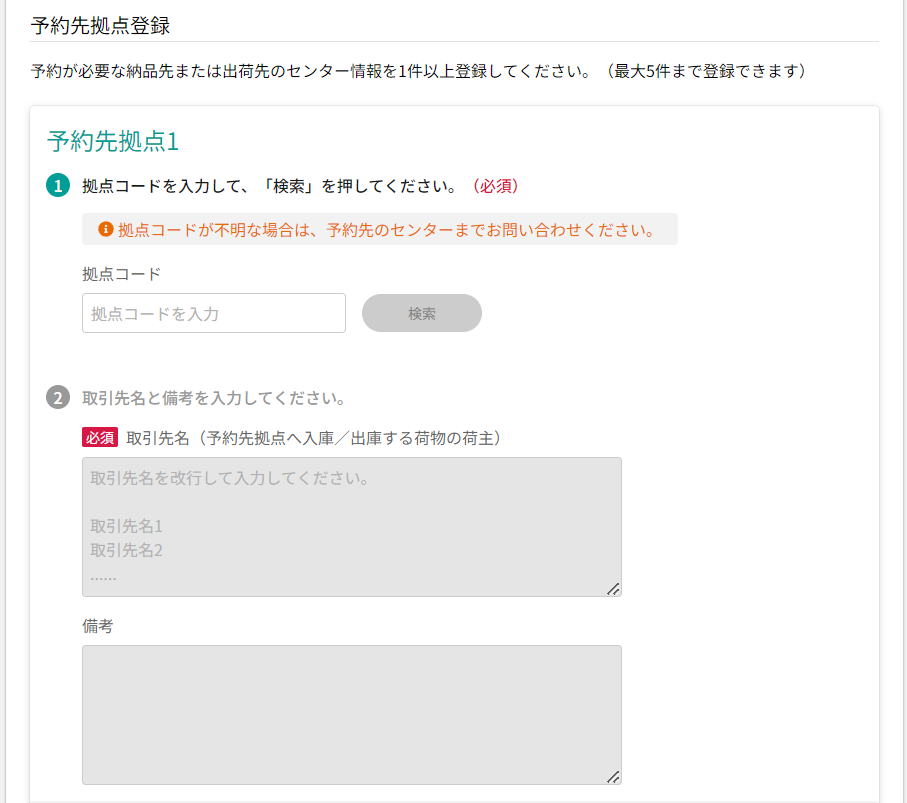 予約先拠点登録
予約が必要な納品先または出荷先のセンター情報を1件以上登録してください。（最大5件まで登録できます）
予約先拠点1
1 拠点コードを入力して、「検索」を押してください。（必須）
拠点コードが不明な場合は、予約先のセンターまでお問い合わせください。
拠点コード
拠点コードを入力 検索
2 取引先名と備考を入力してください。
必須 取引先名（予約先拠点へ入庫／出庫する荷物の荷主）
取引先名を改行して入力してください。
取引先名1
取引先名2
......
備考